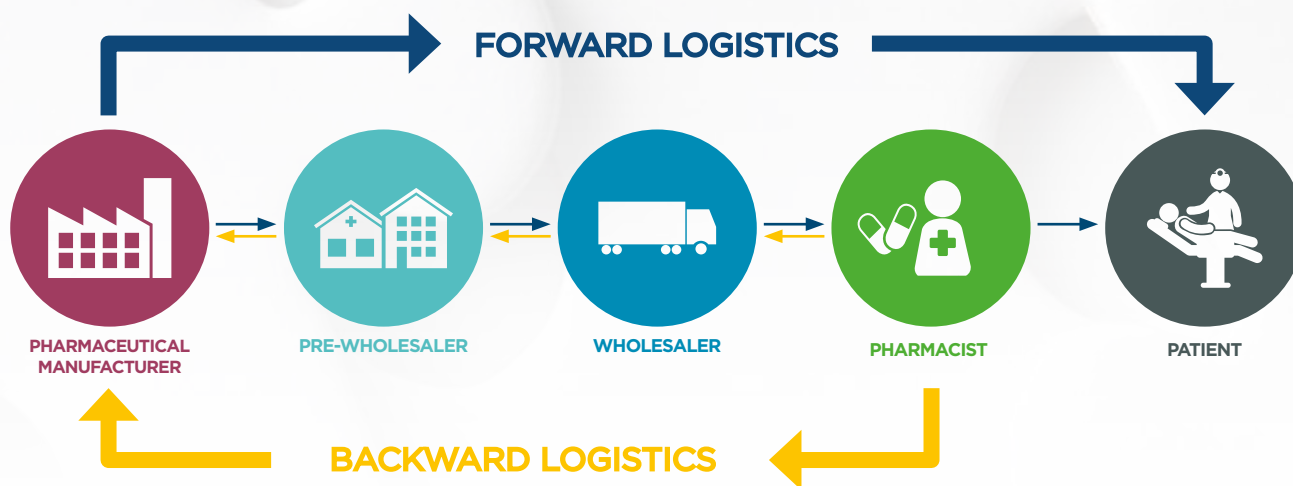 FORWARD LOGISTICS
PHARMACEUTICAL
MANUFACTURER
PRE-WHOLESALER
WHOLESALER
PHARMACIST
PATIENT
BACKWARD LOGISTICS